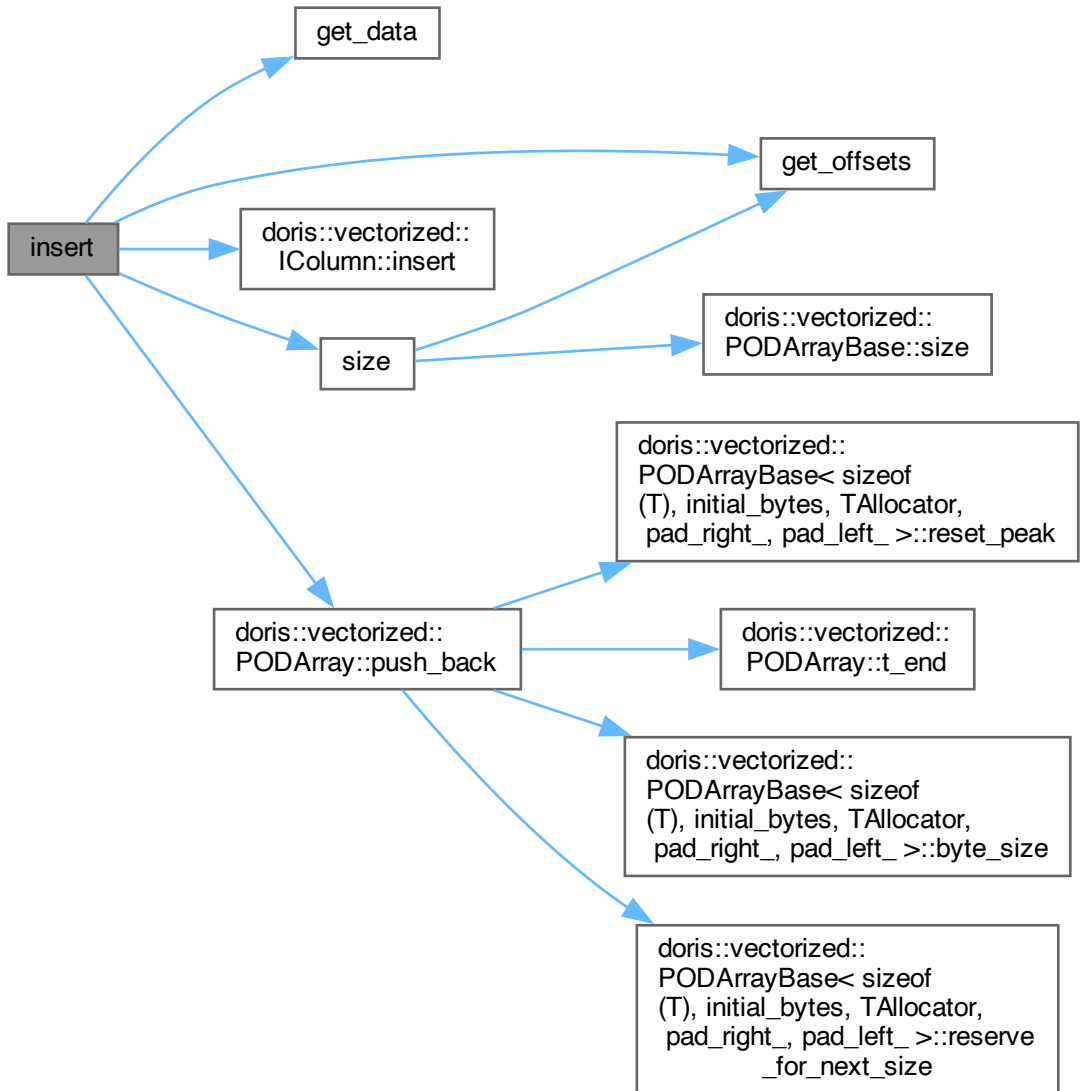 get_data
get_offsets
insert
doris::vectorized::
IColumn::insert
doris::vectorized::
PODArrayBase::size
size
doris::vectorized::
PODArrayBase< sizeof
(T), initial_bytes, TAllocator,
pad_right_, pad_left_ >::reset_peak
doris::vectorized::
PODArray::push_back
doris::vectorized::
PODArray::t_end
doris::vectorized::
PODArrayBase< sizeof
(T), initial_bytes, TAllocator,
pad_right_, pad_left_ >::byte_size
doris::vectorized::
PODArrayBase< sizeof
(T), initial_bytes, TAllocator,
pad_right_, pad_left_ >::reserve
_for_next_size